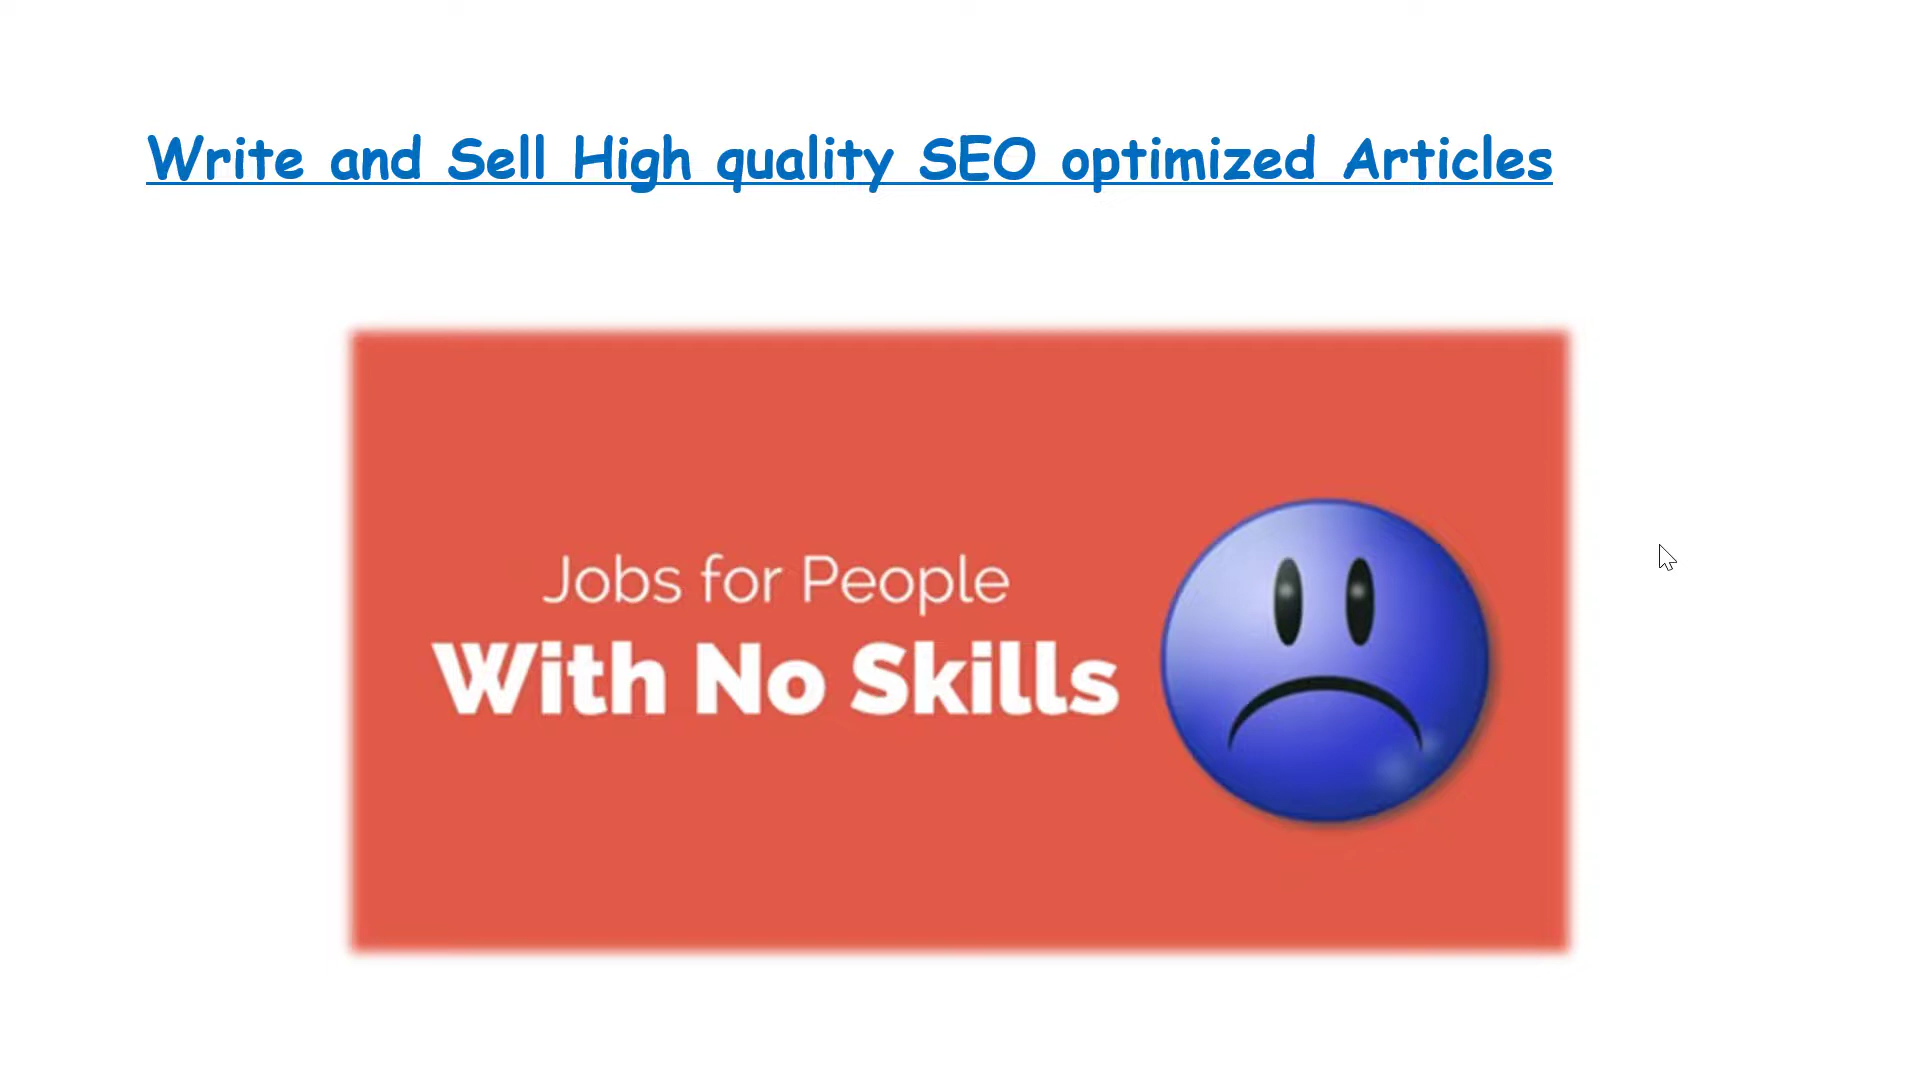 Write and Sell High quality SEO optimized Articles
Jobs for People
With No Skills